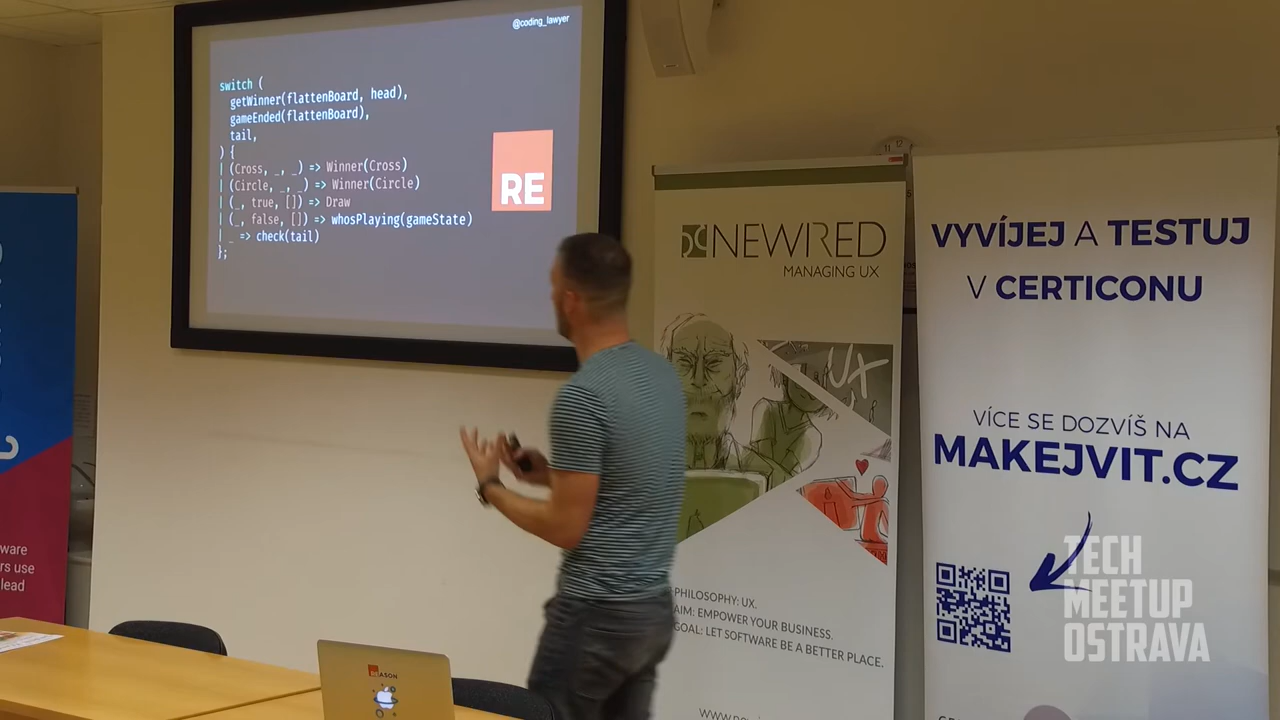 @coding_lawyer
switch (
getWinner(flattenBoard, head),
gameEnded(flattenBoard),
tail,
) {
| (Cross, _, _) => Winner(Cross)
| (Circle, _, _) => Winner(Circle)
| (_, true, []) => Draw
| (_, false, []) => whosPlaying(gameState)
| _ => check(tail)
};
RE
NEWIRED
MANAGING UX
UX
PHILOSOPHY: UX.
AIM: EMPOWER YOUR BUSINESS.
GOAL: LET SOFTWARE BE A BETTER PLACE.
VYVÍJEJ A TESTUJ
V CERTICONU
VÍCE SE DOZVÍŠ NA
MAKEJVIT.CZ
TECH
MEETUP
OSTRAVA
ware
rs use
lead
REASON